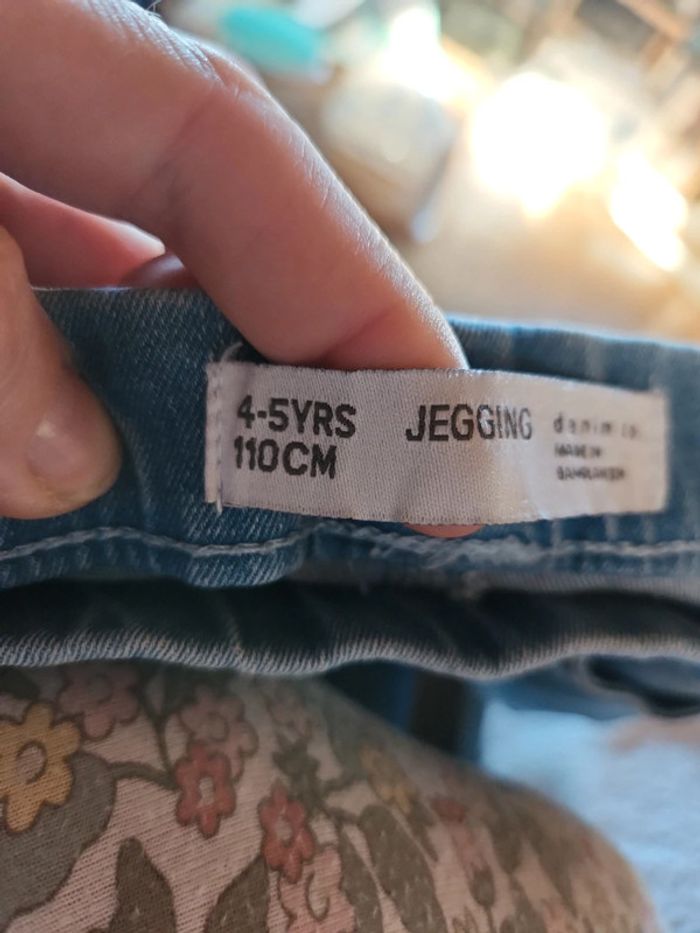 4-5YRS
110CM
JEGGING
denim co.
MADE IN
BANGLADESH